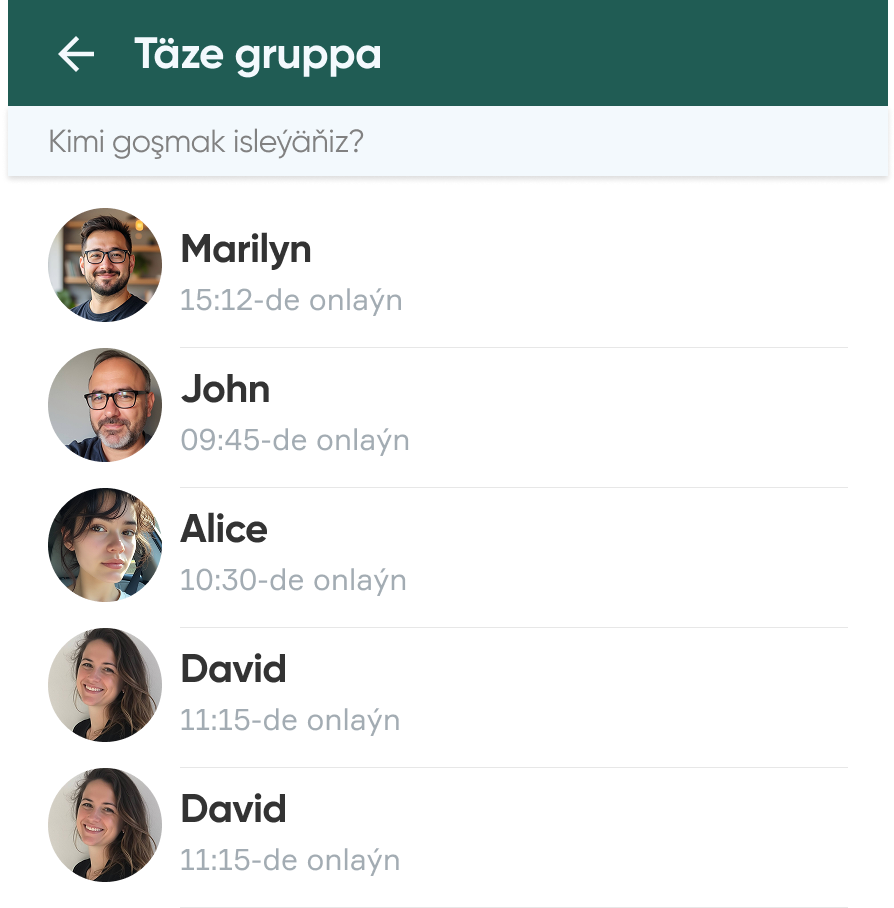 Täze gruppa
Kimi goşmak isleýäňiz?
Marilyn
15:12-de onlaýn
John
09:45-de onlaýn
Alice
10:30-de onlaýn
David
11:15-de onlaýn
David
11:15-de onlaýn